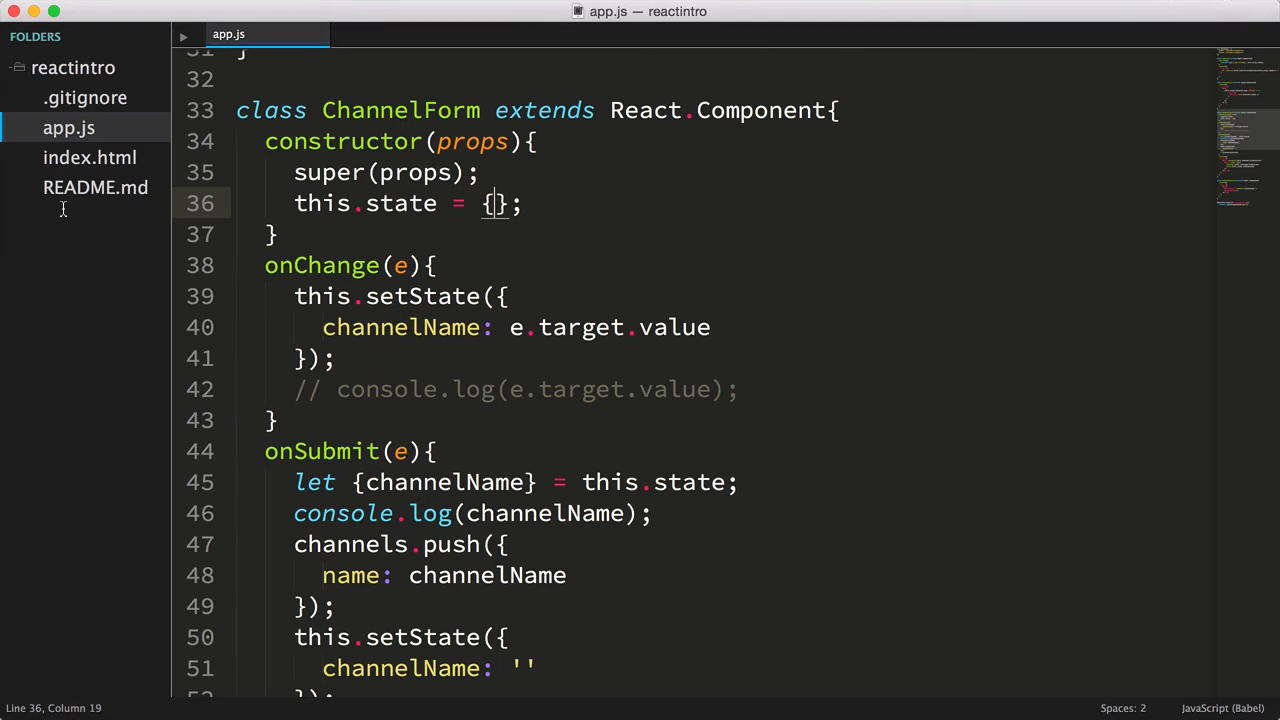 app.js — reactintro
FOLDERS
reactintro
.gitignore
app.js
index.html
README.md
app.js
31 }
32
33 class ChannelForm extends React.Component{
34 constructor(props){
35 super(props);
36 this.state = {};
37 }
38 onChange(e){
39 this.setState({
40 channelName: e.target.value
41 });
42 // console.log(e.target.value);
43 }
44 onSubmit(e){
45 let {channelName} = this.state;
46 console.log(channelName);
47 channels.push({
48 name: channelName
49 });
50 this.setState({
51 channelName: ''
52 });
Line 36, Column 19
Spaces: 2
JavaScript (Babel)